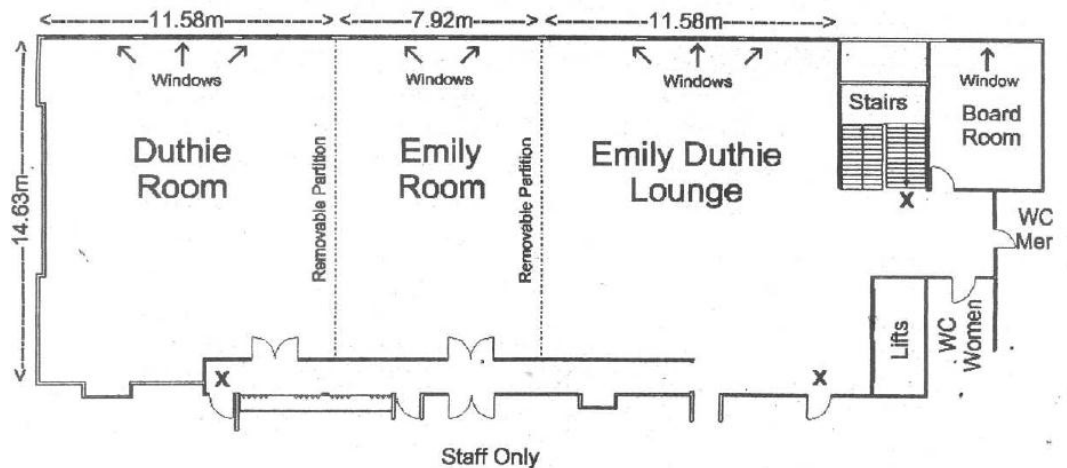 11.58m
7.92m
11.58m
Windows
Windows
Windows
Window
14.63m
Duthie
Room
Removable Partition
Emily
Room
Removable Partition
Emily Duthie
Lounge
Stairs
Board
Room
X
WC
Mer
Lifts
WC
Women
X
X
Staff Only